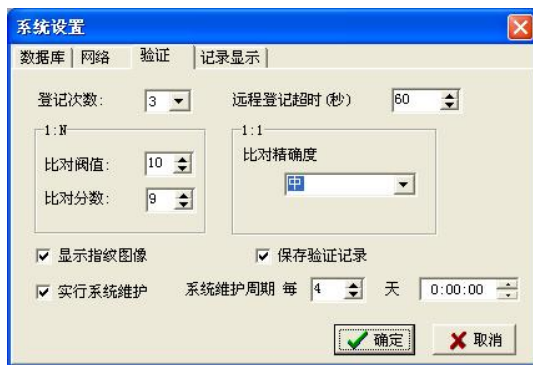 系统设置
数据库 网络 验证 记录显示
登记次数: 3 远程登记超时(秒) 60
1:N 1:1
比对阀值: 10 比对精确度
比对分数: 9 中
显示指纹图像 保存验证记录
实行系统维护 系统维护周期 每 4 天 0:00:00
确定 取消